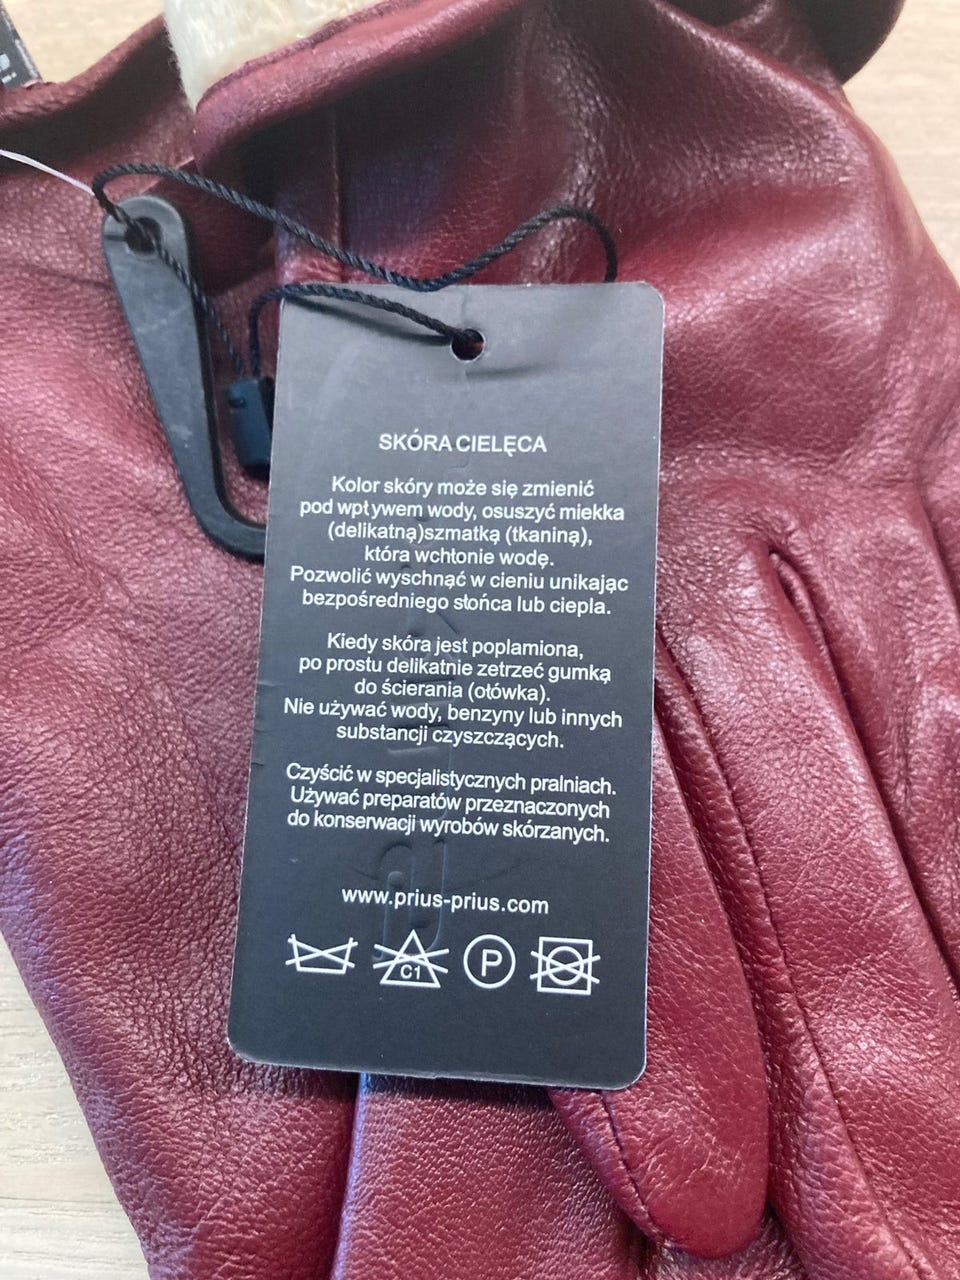 SKÓRA CIELĘCA
Kolor skóry może się zmienić
pod wpływem wody, osuszyć miekka
(delikatną)szmatką (tkaniną),
która wchłonie wodę.
Pozwolić wyschnąć w cieniu unikając
bezpośredniego słońca lub ciepla.
Kiedy skóra jest poplamiona,
po prostu delikatnie zetrzeć gumką
do ścierania (ołówka).
Nie używać wody, benzyny lub innych
substancji czyszczących.
Czyścić w specjalistycznych pralniach.
Używać preparatów przeznaczonych
do konserwacji wyrobów skórzanych.
www.prius-prius.com
C1 P